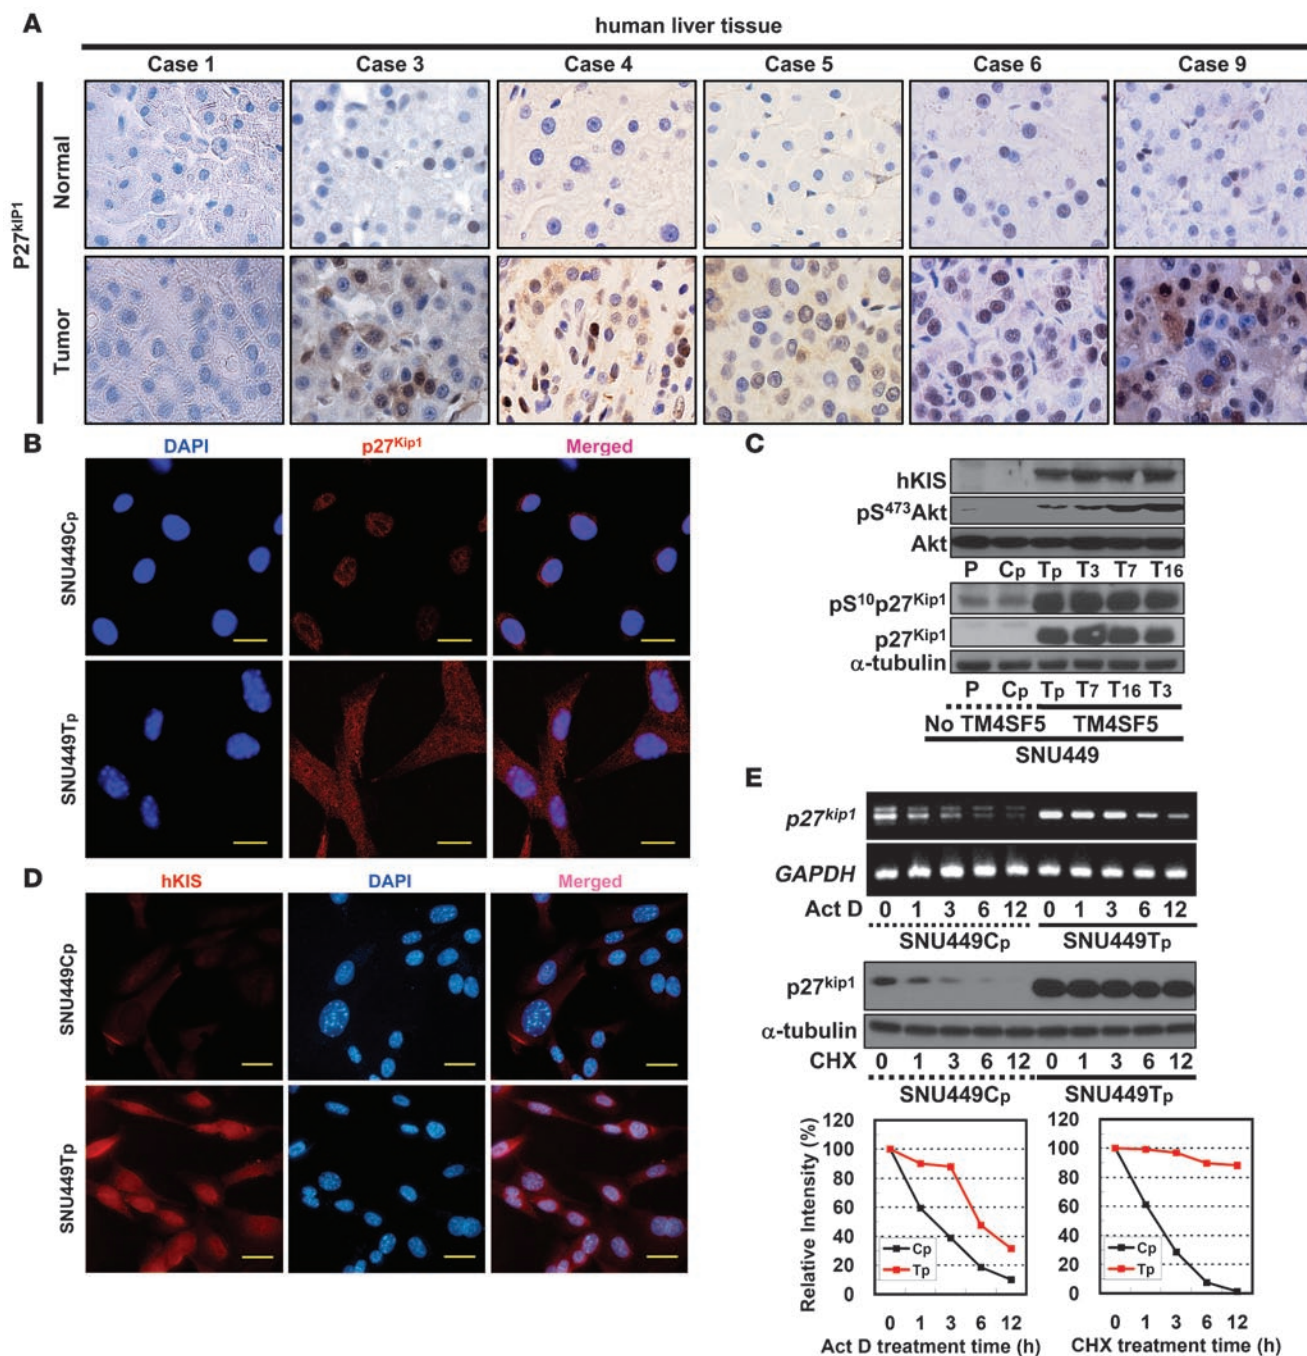 A
human liver tissue
Case 1 Case 3 Case 4 Case 5 Case 6 Case 9
P27kIP1
Normal
Tumor
B
DAPI p27Kip1 Merged
SNU449Cp
SNU449Tp
C
hKIS
pS473Akt
Akt
P Cp Tp T3 T7 T16
pS10p27Kip1
p27Kip1
α-tubulin
P Cp Tp T7 T16 T3
No TM4SF5 TM4SF5
SNU449
D
hKIS DAPI Merged
SNU449Cp
SNU449Tp
E
p27kip1
GAPDH
Act D 0 1 3 6 12 0 1 3 6 12
SNU449Cp SNU449Tp
p27kip1
α-tubulin
CHX 0 1 3 6 12 0 1 3 6 12
SNU449Cp SNU449Tp
Relative Intensity (%)
120 120
100 100
80 80
60 60
40 40
20 20
0 0
Cp Cp
Tp Tp
0 1 3 6 12 0 1 3 6 12
Act D treatment time (h) CHX treatment time (h)